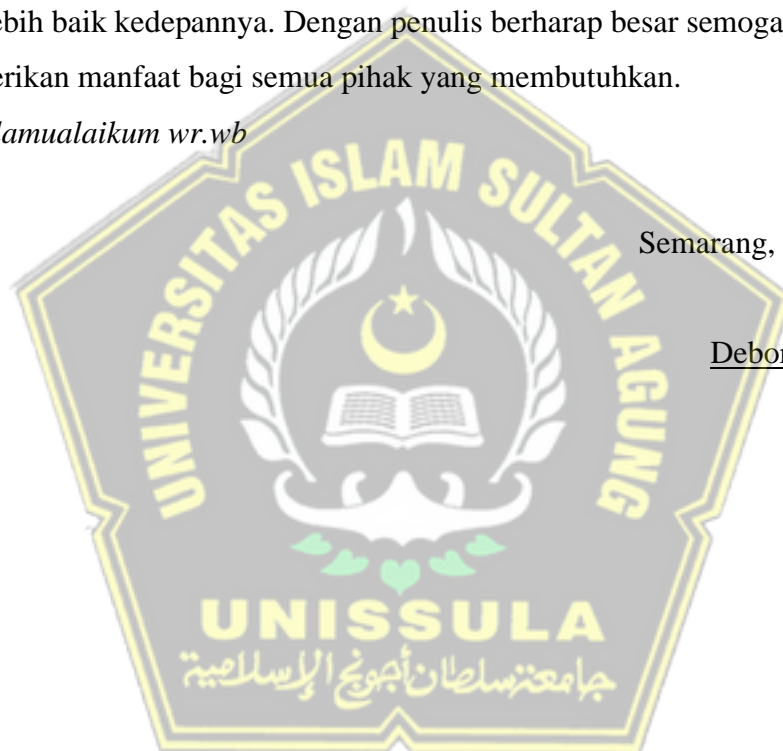 ebih baik kedepannya. Dengan penulis berharap besar semoga
erikan manfaat bagi semua pihak yang membutuhkan.
lamualaikum wr.wb
Semarang,
Debor
UNIVERSITAS ISLAM SULTAN AGUNG
UNISSULA
جامعة سلطان أجونج الإسلامية